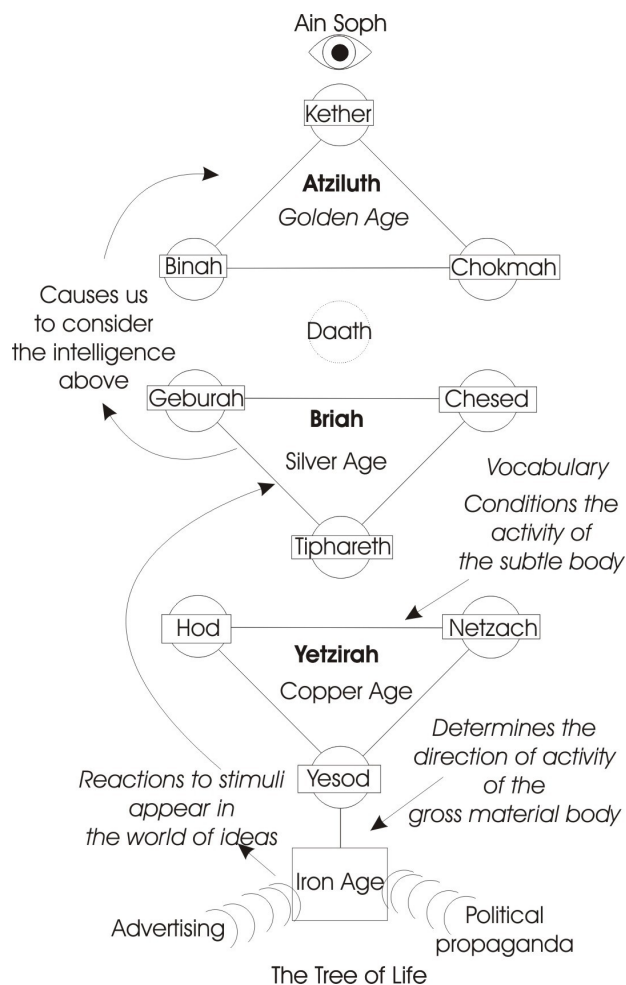 Ain Soph
Kether
Atziluth
Golden Age
Binah
Chokmah
Causes us
to consider
the intelligence
above
Daath
Geburah
Chesed
Briah
Silver Age
Tiphareth
Vocabulary
Conditions the
activity of
the subtle body
Hod
Netzach
Yetzirah
Copper Age
Yesod
Determines the
direction of activity
of the
gross material body
Reactions to stimuli
appear in
the world of ideas
Iron Age
Advertising
Political
propaganda
The Tree of Life